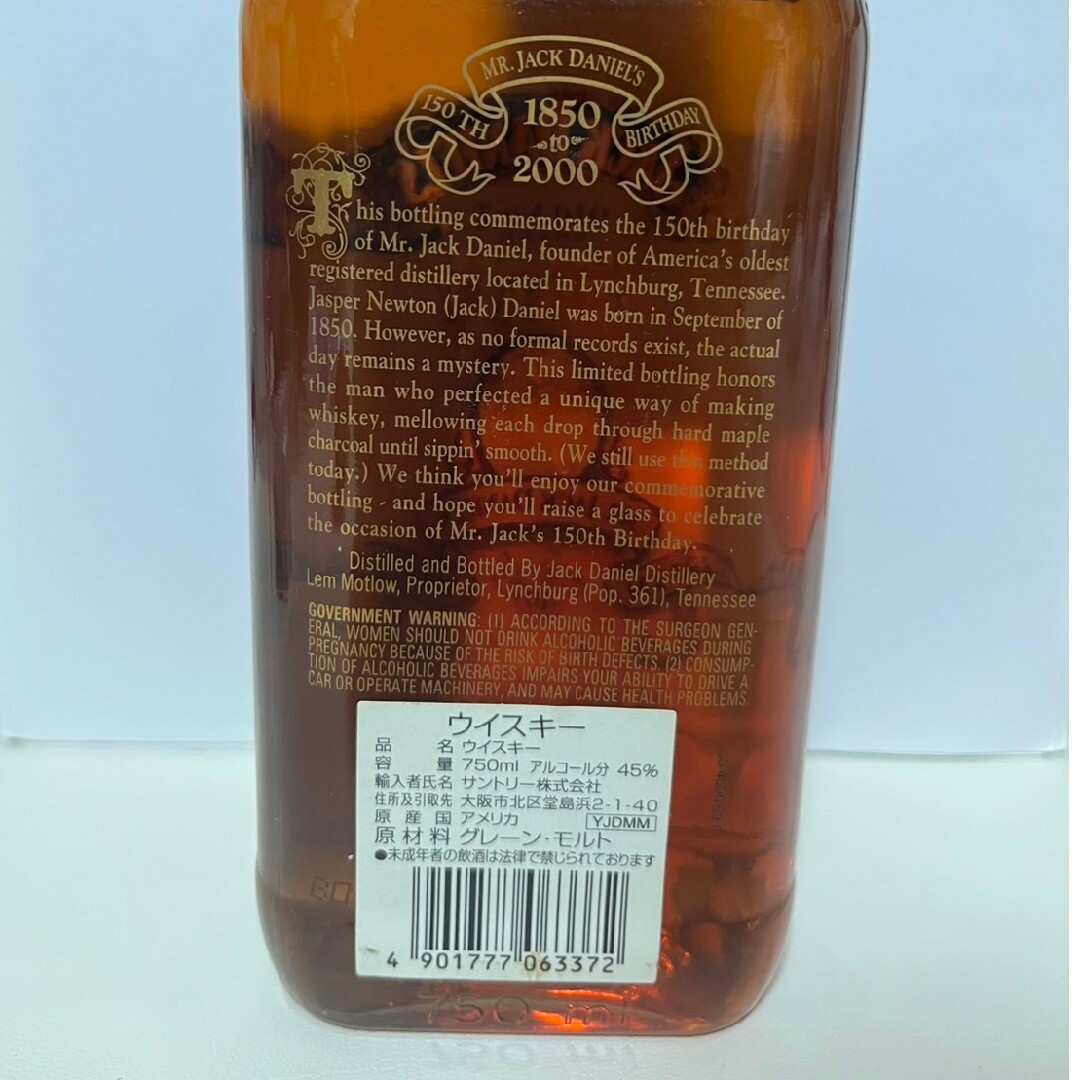 MR. JACK DANIEL'S
150TH 1850 BIRTHDAY
to
2000
This bottling commemorates the 150th birthday
of Mr. Jack Daniel, founder of America's oldest
registered distillery located in Lynchburg, Tennessee.
Jasper Newton (Jack) Daniel was born in September of
1850. However, as no formal records exist, the actual
day remains a mystery. This limited bottling honors
the man who perfected a unique way of making
whiskey, mellowing each drop through hard maple
charcoal until sippin' smooth. (We still use this method
today.) We think you'll enjoy our commemorative
bottling - and hope you'll raise a glass to celebrate
the occasion of Mr. Jack's 150th Birthday.
Distilled and Bottled By Jack Daniel Distillery
Lem Motlow, Proprietor, Lynchburg (Pop. 361), Tennessee
GOVERNMENT WARNING: (1) ACCORDING TO THE SURGEON GEN-
ERAL, WOMEN SHOULD NOT DRINK ALCOHOLIC BEVERAGES DURING
PREGNANCY BECAUSE OF THE RISK OF BIRTH DEFECTS. (2) CONSUMP-
TION OF ALCOHOLIC BEVERAGES IMPAIRS YOUR ABILITY TO DRIVE A
CAR OR OPERATE MACHINERY, AND MAY CAUSE HEALTH PROBLEMS.
ウイスキー
品名 ウイスキー
容量 750ml アルコール分 45%
輸入者氏名 サントリー株式会社
住所及引取先 大阪市北区堂島浜2-1-40
原産国 アメリカ YJDMM
原材料 グレーン・モルト
●未成年者の飲酒は法律で禁じられております
4 901777 063372
750 ml